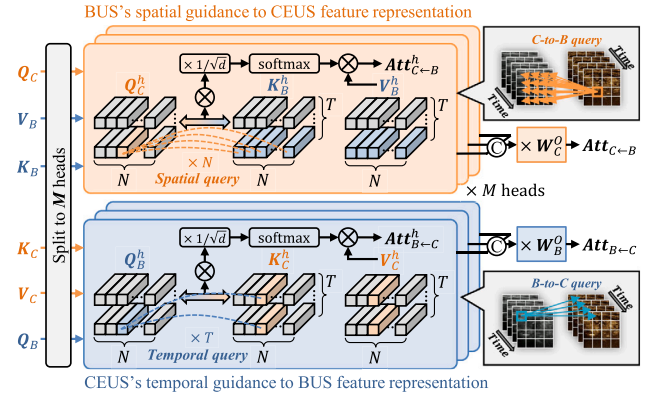 BUS's spatial guidance to CEUS feature representation
Q_C
V_B
K_B
K_C
V_C
Q_B
Split to M heads
× 1/√d
softmax
Att^h_{C←B}
Q^h_C
K^h_B
V^h_B
T
× N
N
Spatial query
N
N
C-to-B query
Time
Time
C
× W^O_C
Att_{C←B}
× M heads
× 1/√d
softmax
Att^h_{B←C}
Q^h_B
K^h_C
V^h_C
T
T
× T
N
Temporal query
N
N
C
× W^O_B
Att_{B←C}
B-to-C query
Time
Time
CEUS's temporal guidance to BUS feature representation